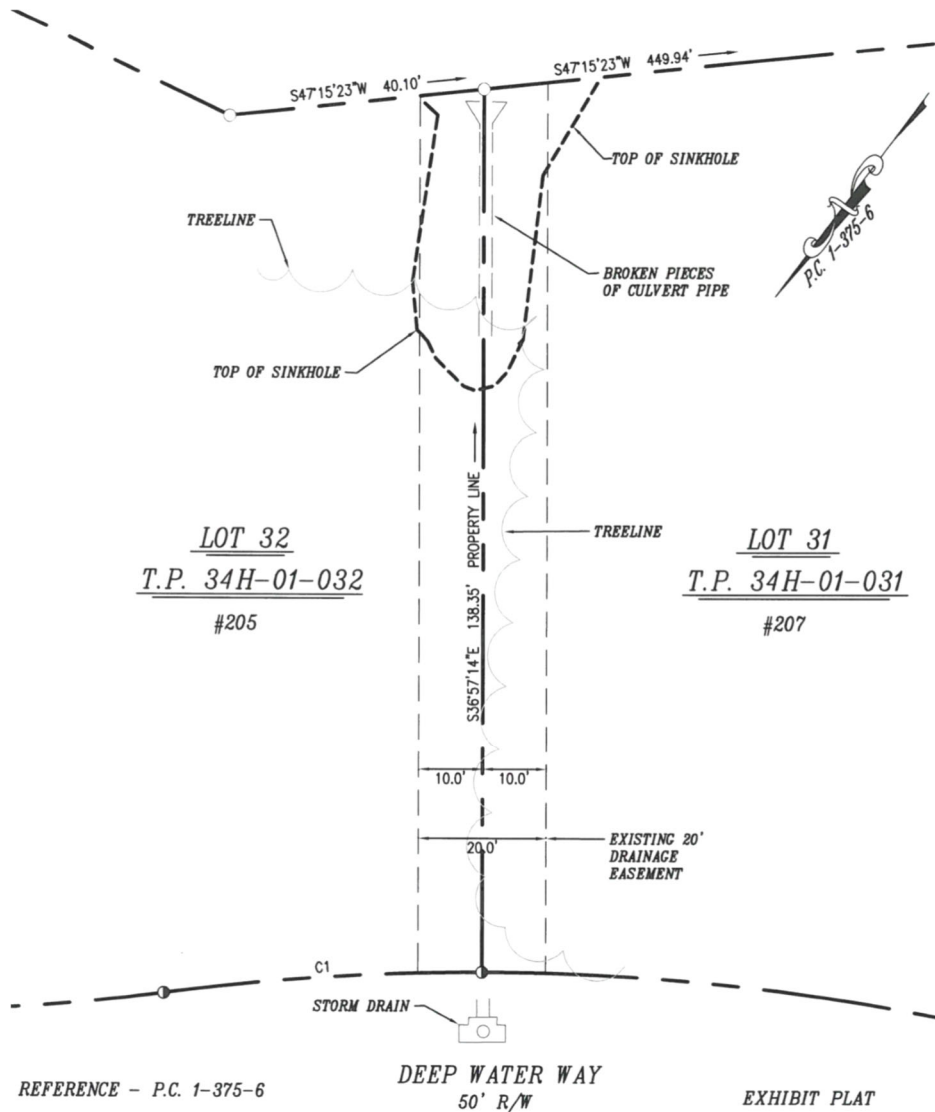 S47°15'23"W 40.10'
S47°15'23"W 449.94'
TOP OF SINKHOLE
P.C. 1-375-6
TREELINE
BROKEN PIECES
OF CULVERT PIPE
TOP OF SINKHOLE
S36°57'14"E 138.35' PROPERTY LINE
TREELINE
LOT 32
T.P. 34H-01-032
#205
LOT 31
T.P. 34H-01-031
#207
10.0'
10.0'
20.0'
EXISTING 20'
DRAINAGE
EASEMENT
C1
STORM DRAIN
REFERENCE - P.C. 1-375-6
DEEP WATER WAY
50' R/W
EXHIBIT PLAT